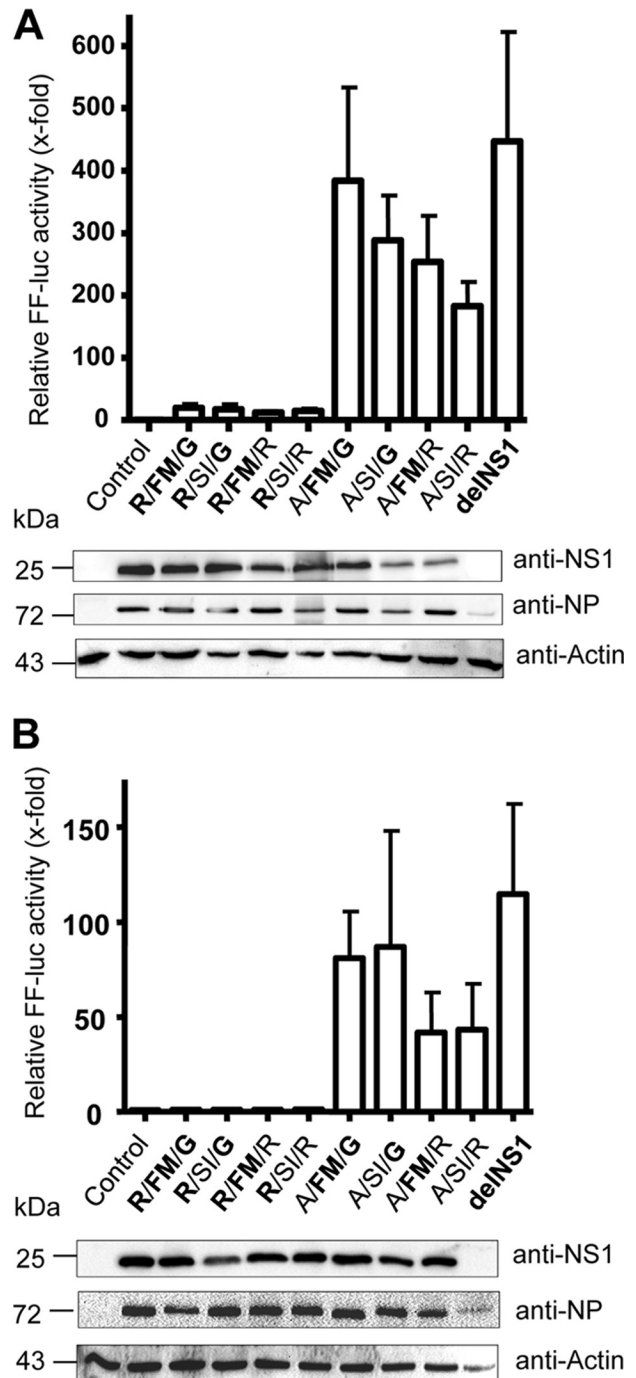 A
Relative FF-luc activity (x-fold)
600
500
400
300
200
100
0
Control
R/FM/G
R/SI/G
R/FM/R
R/SI/R
A/FM/G
A/SI/G
A/FM/R
A/SI/R
delNS1
kDa
25 anti-NS1
72 anti-NP
43 anti-Actin
B
Relative FF-luc activity (x-fold)
150
100
50
0
Control
R/FM/G
R/SI/G
R/FM/R
R/SI/R
A/FM/G
A/SI/G
A/FM/R
A/SI/R
delNS1
kDa
25 anti-NS1
72 anti-NP
43 anti-Actin